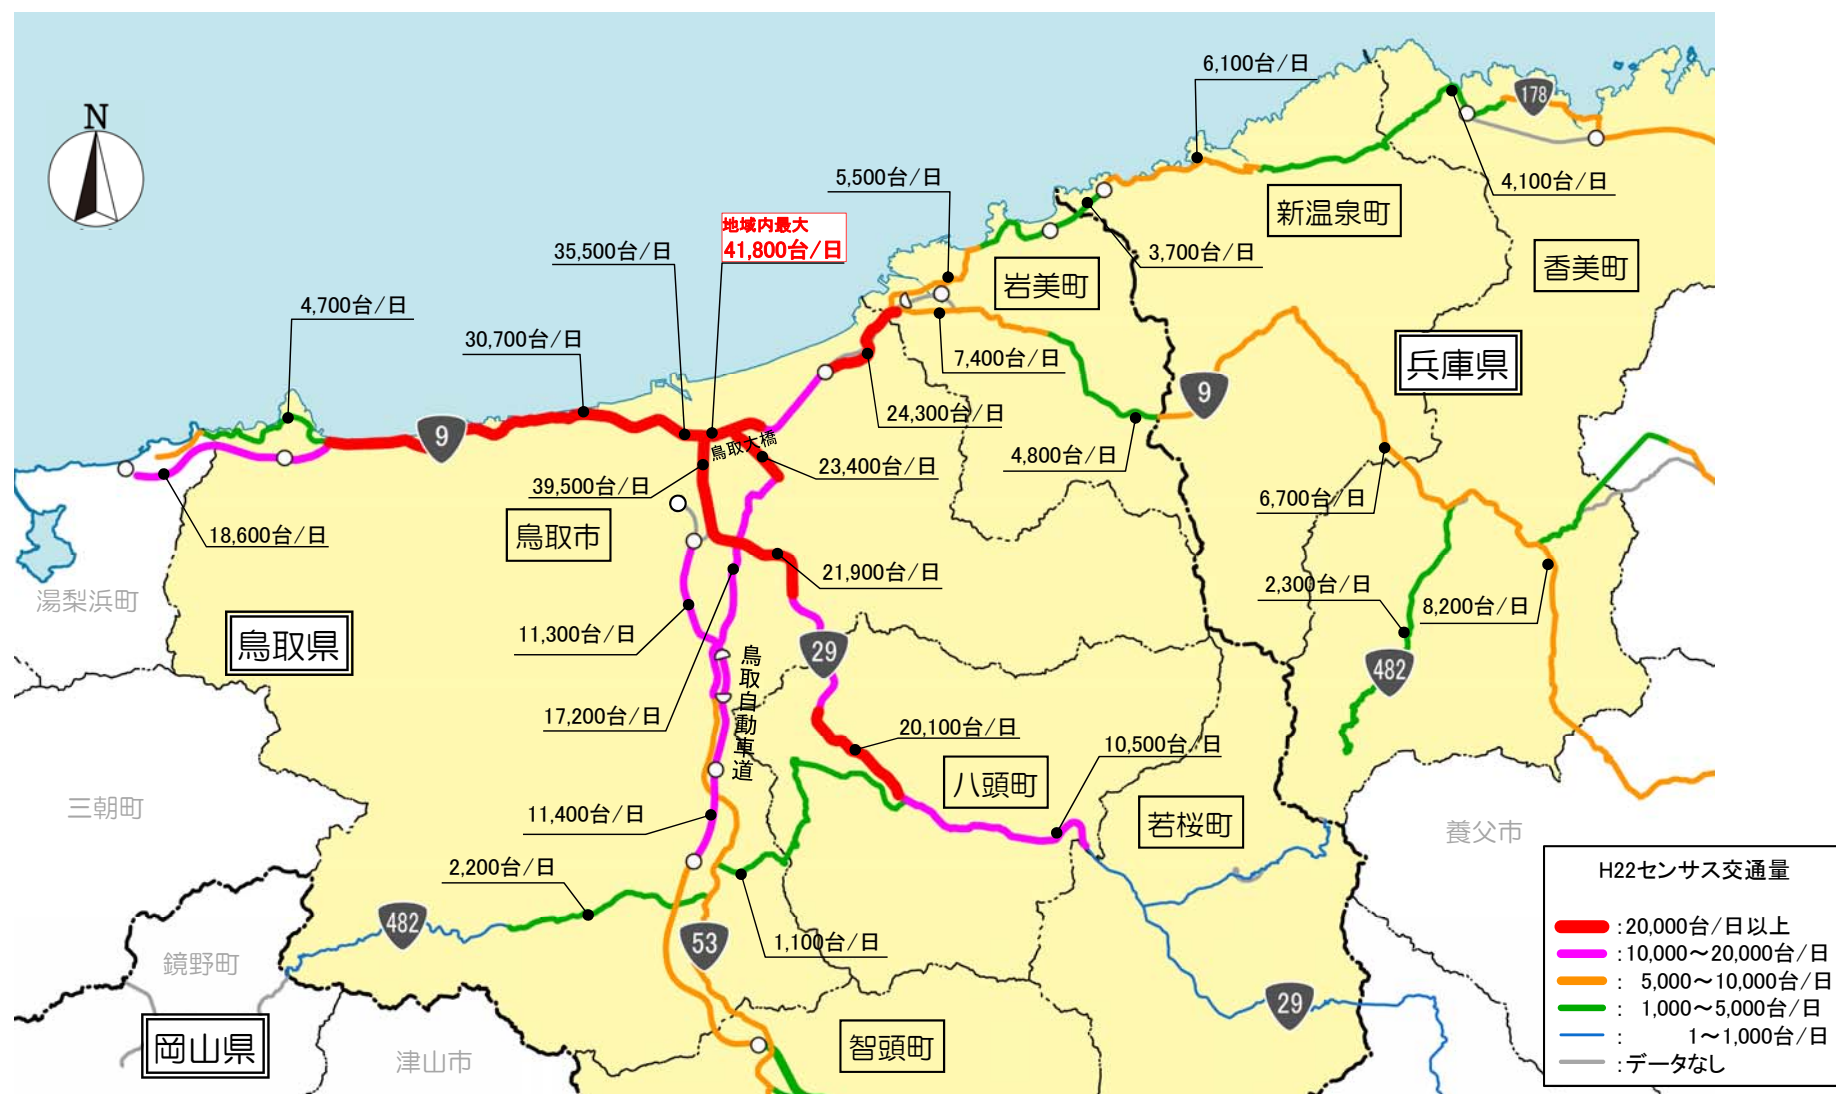 N
178
6,100台/日
4,100台/日
5,500台/日
新温泉町
地域内最大
41,800台/日
35,500台/日
3,700台/日
香美町
岩美町
4,700台/日
30,700台/日
7,400台/日
兵庫県
9
9
24,300台/日
鳥取大橋
4,800台/日
23,400台/日
39,500台/日
6,700台/日
18,600台/日
鳥取市
21,900台/日
2,300台/日
8,200台/日
湯梨浜町
11,300台/日
鳥取県
29
482
鳥取自動車道
17,200台/日
20,100台/日
10,500台/日
八頭町
三朝町
11,400台/日
若桜町
養父市
2,200台/日
482
53
1,100台/日
鏡野町
29
岡山県
津山市
智頭町
H22センサス交通量
:20,000台/日以上
:10,000～20,000台/日
: 5,000～10,000台/日
: 1,000～5,000台/日
: 1～1,000台/日
:データなし